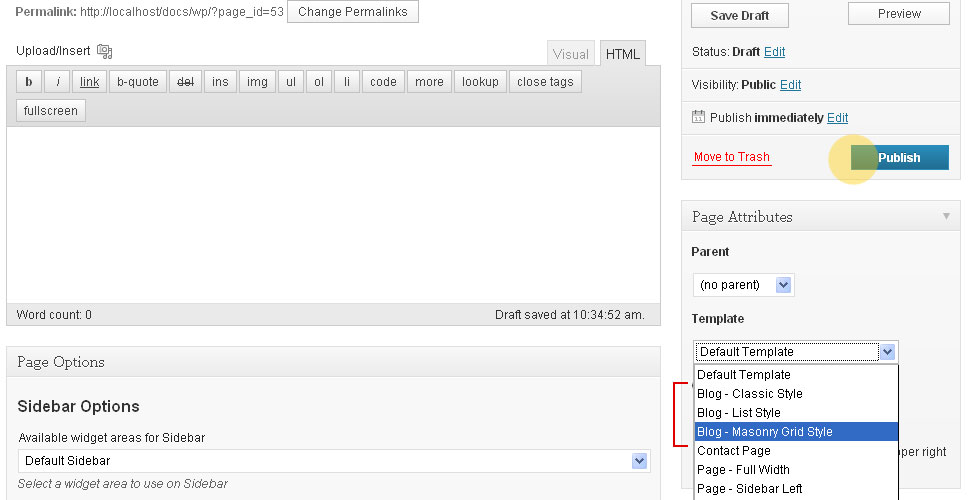 Permalink: http://localhost/docs/wp/?page_id=53 Change Permalinks
Upload/Insert
Visual HTML
b i link b-quote del ins img ul ol li code more lookup close tags
fullscreen
Word count: 0 Draft saved at 10:34:52 am.
Page Options
Sidebar Options
Available widget areas for Sidebar
Default Sidebar
Select a widget area to use on Sidebar
Save Draft Preview
Status: Draft Edit
Visibility: Public Edit
Publish immediately Edit
Move to Trash Publish
Page Attributes
Parent
(no parent)
Template
Default Template
Default Template
Blog - Classic Style
Blog - List Style
Blog - Masonry Grid Style
Contact Page
per right
Page - Full Width
Page - Sidebar Left